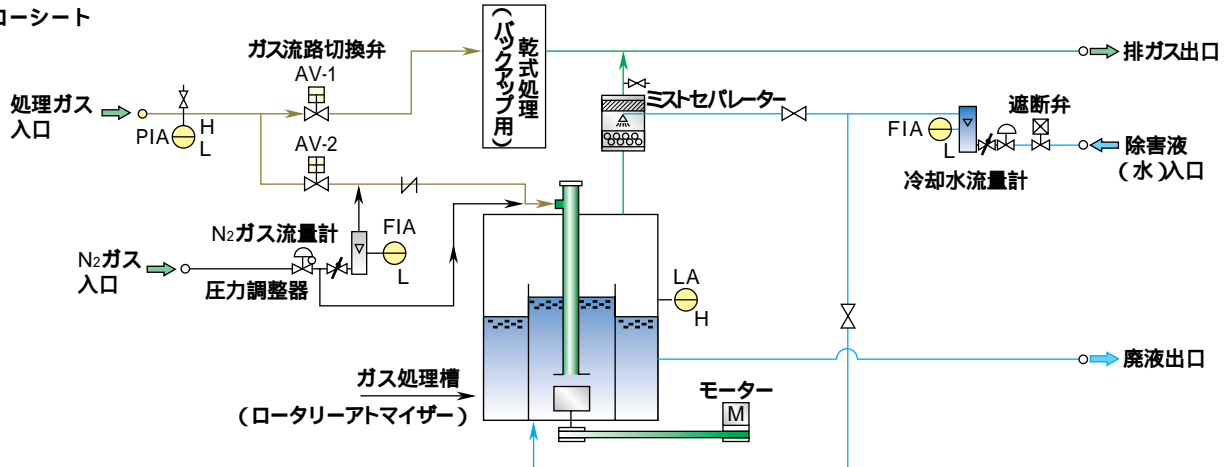 ローシート
ガス流路切換弁
AV-1
処理ガス
入口
PIA
H
L
AV-2
乾式処理
(バックアップ用)
ミストセパレーター
排ガス出口
FIA
L
遮断弁
除害液
(水)入口
冷却水流量計
N2ガス流量計
FIA
L
N2ガス
入口
圧力調整器
LA
H
ガス処理槽
(ロータリーアトマイザー)
モーター
M
廃液出口